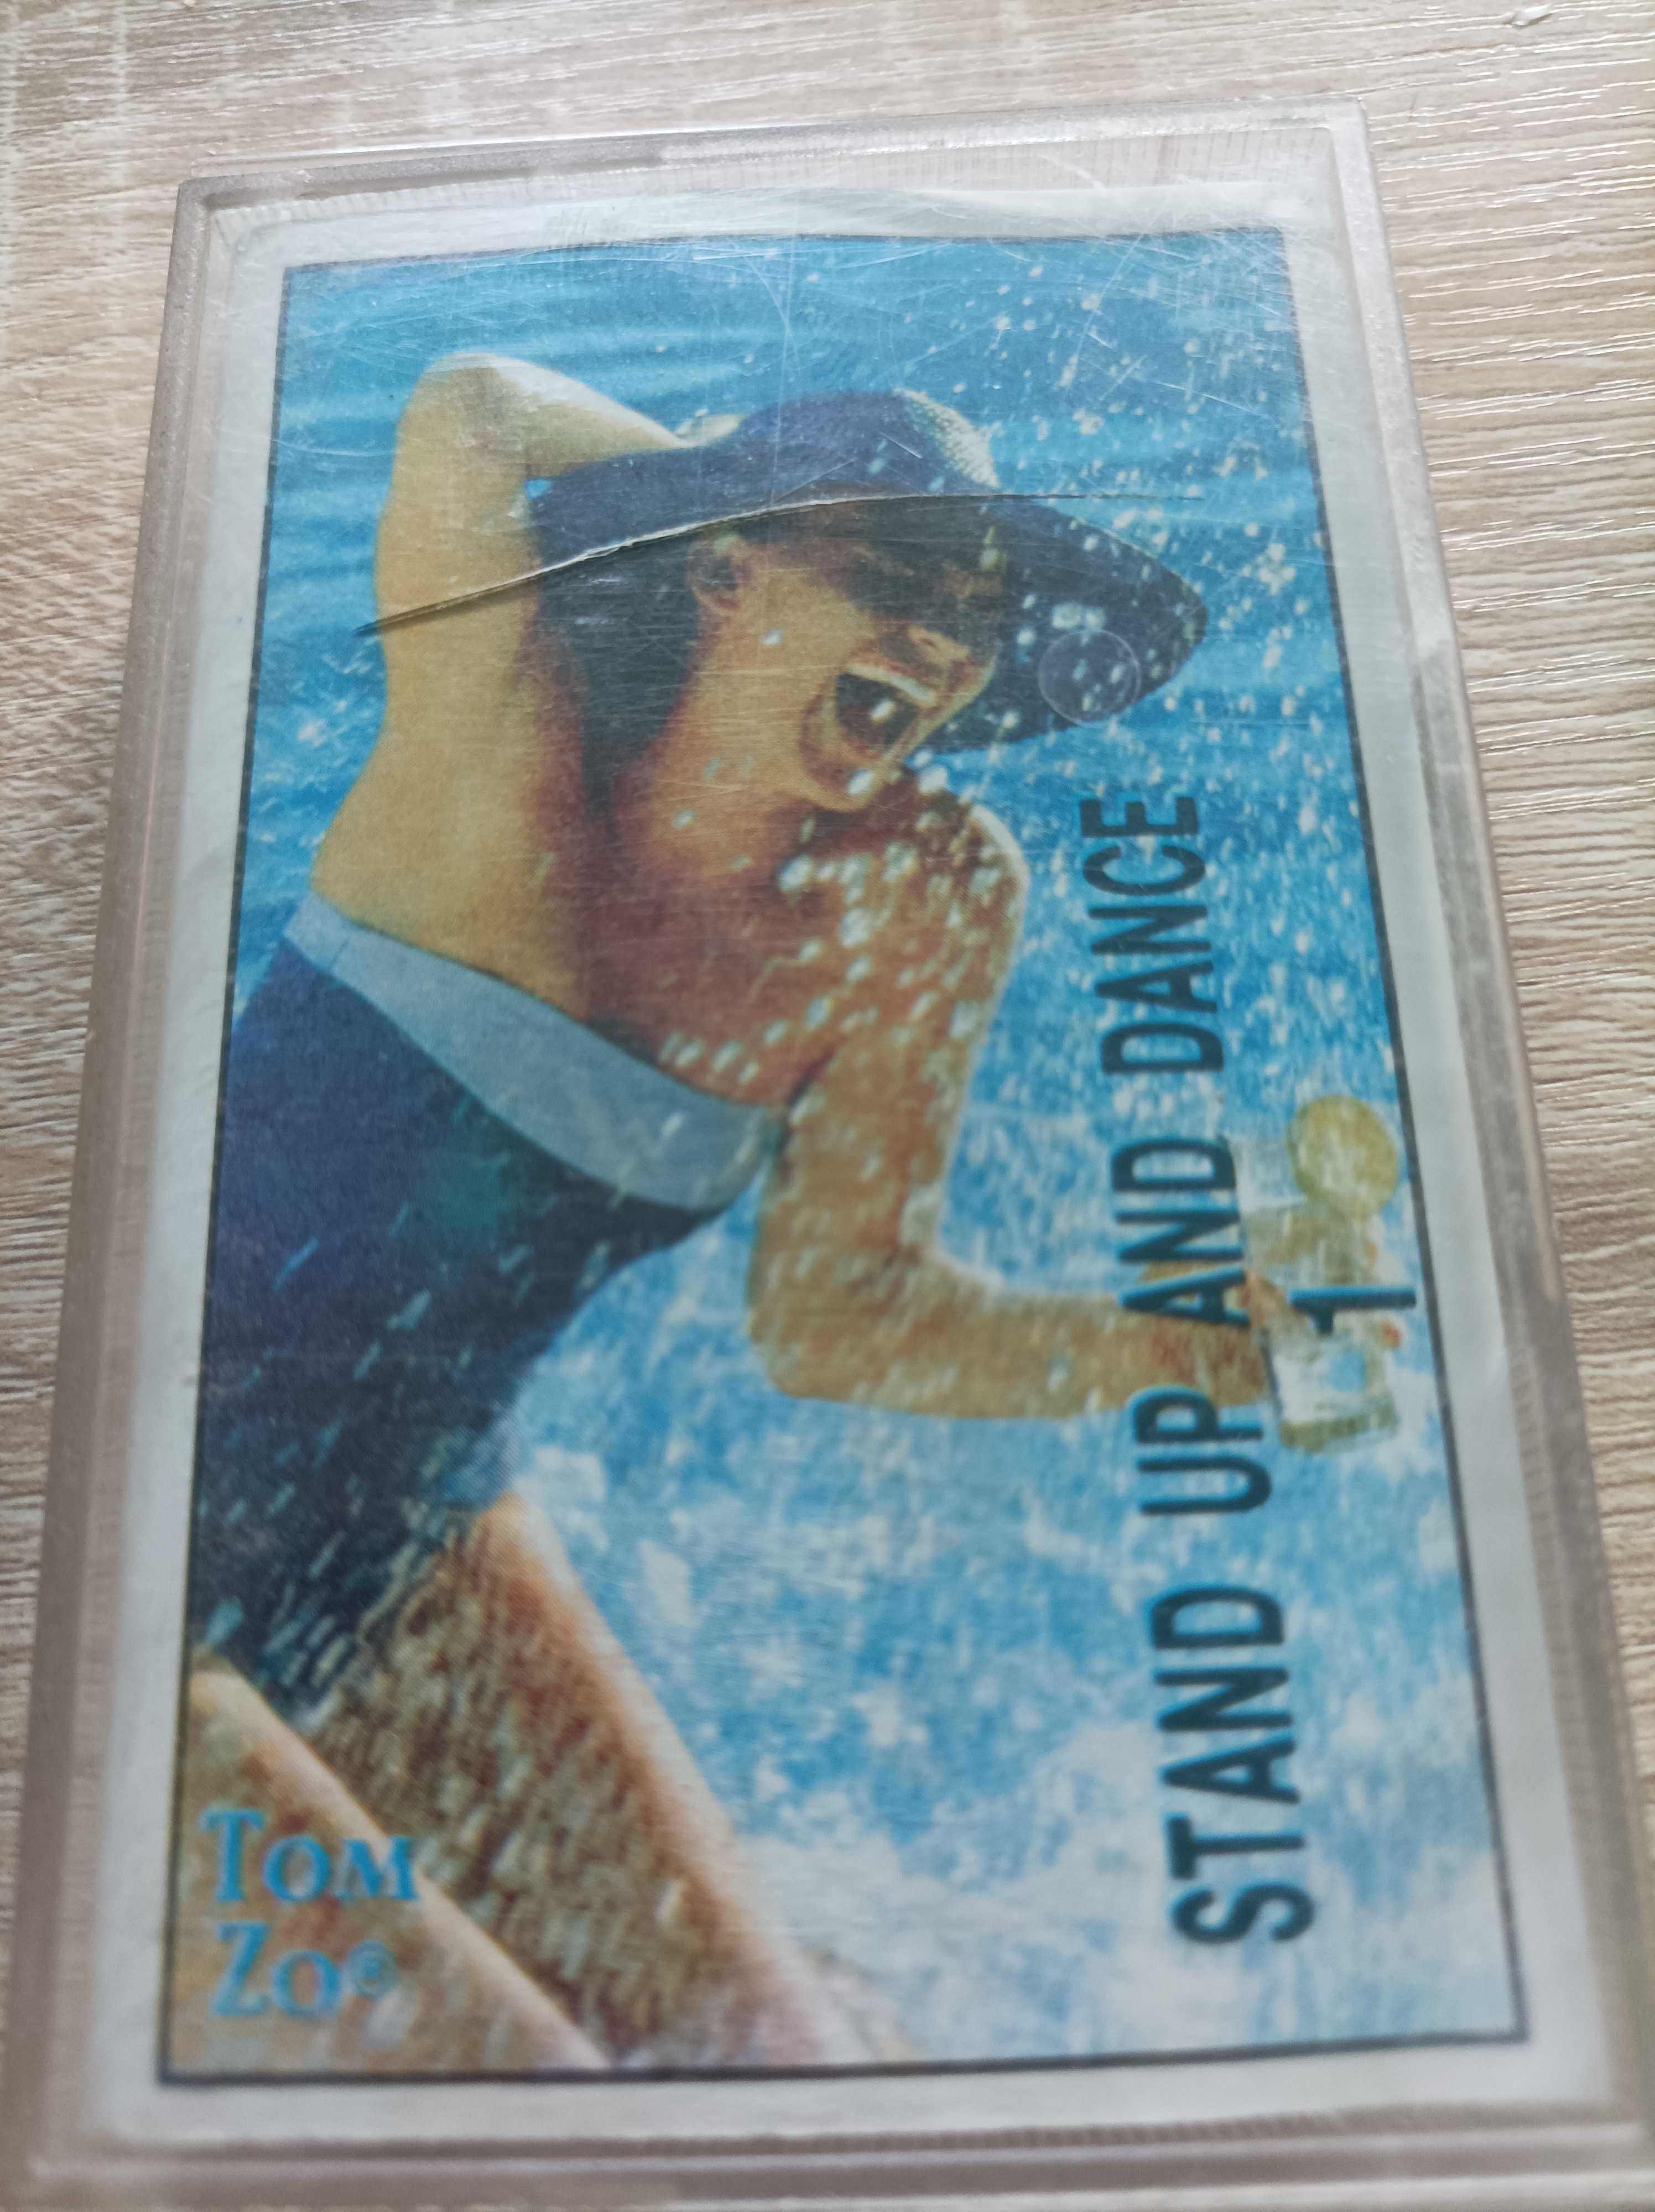 STAND UP AND DANCE
1
TOM
ZO®